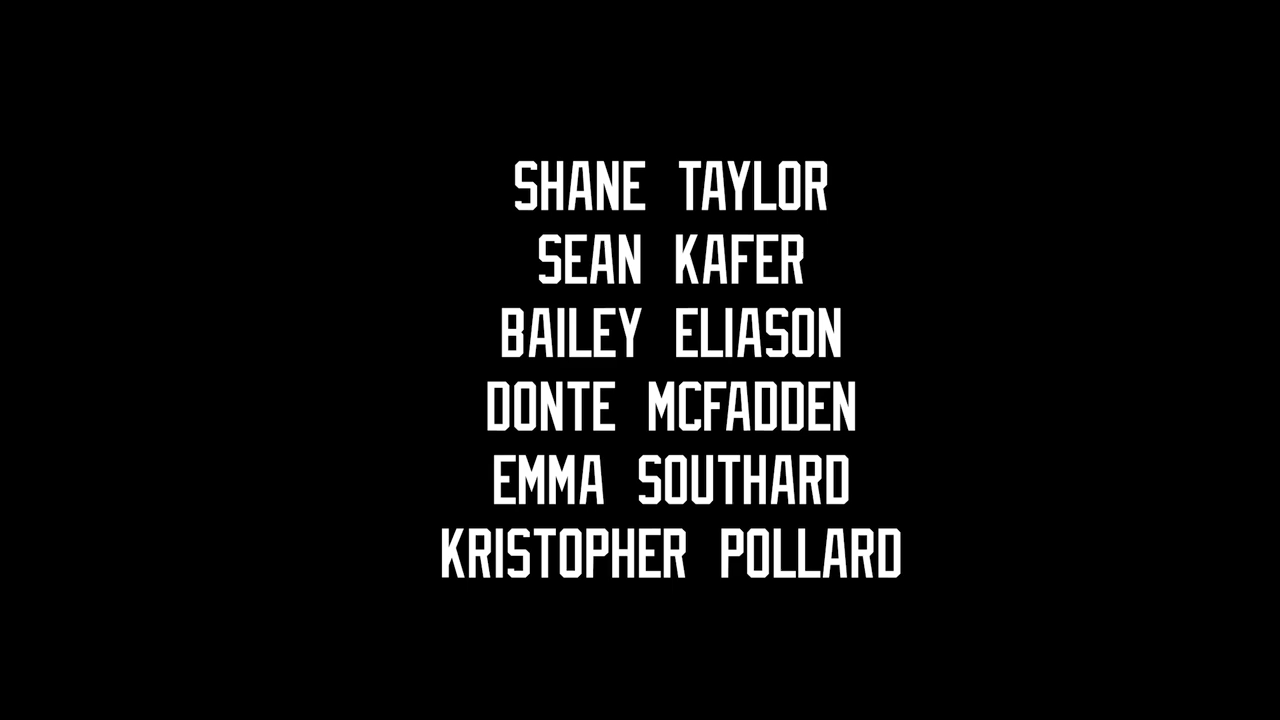 SHANE TAYLOR
SEAN KAFER
BAILEY ELIASON
DONTE MCFADDEN
EMMA SOUTHARD
KRISTOPHER POLLARD